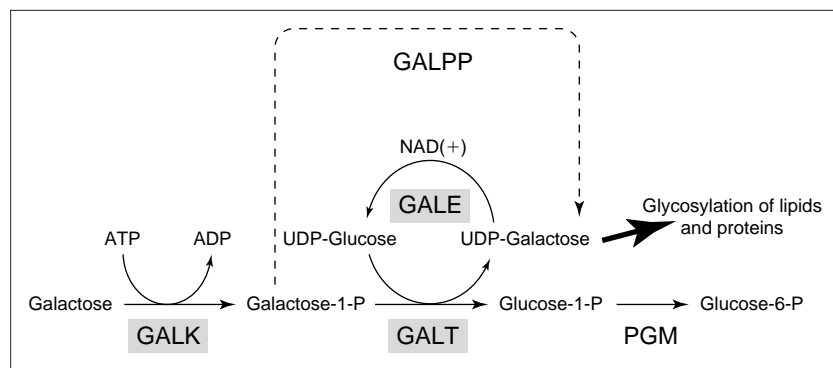 GALPP
NAD(+)
GALE
Glycosylation of lipids
and proteins
ATP
ADP
UDP-Glucose
UDP-Galactose
Galactose
Galactose-1-P
Glucose-1-P
Glucose-6-P
GALK
GALT
PGM